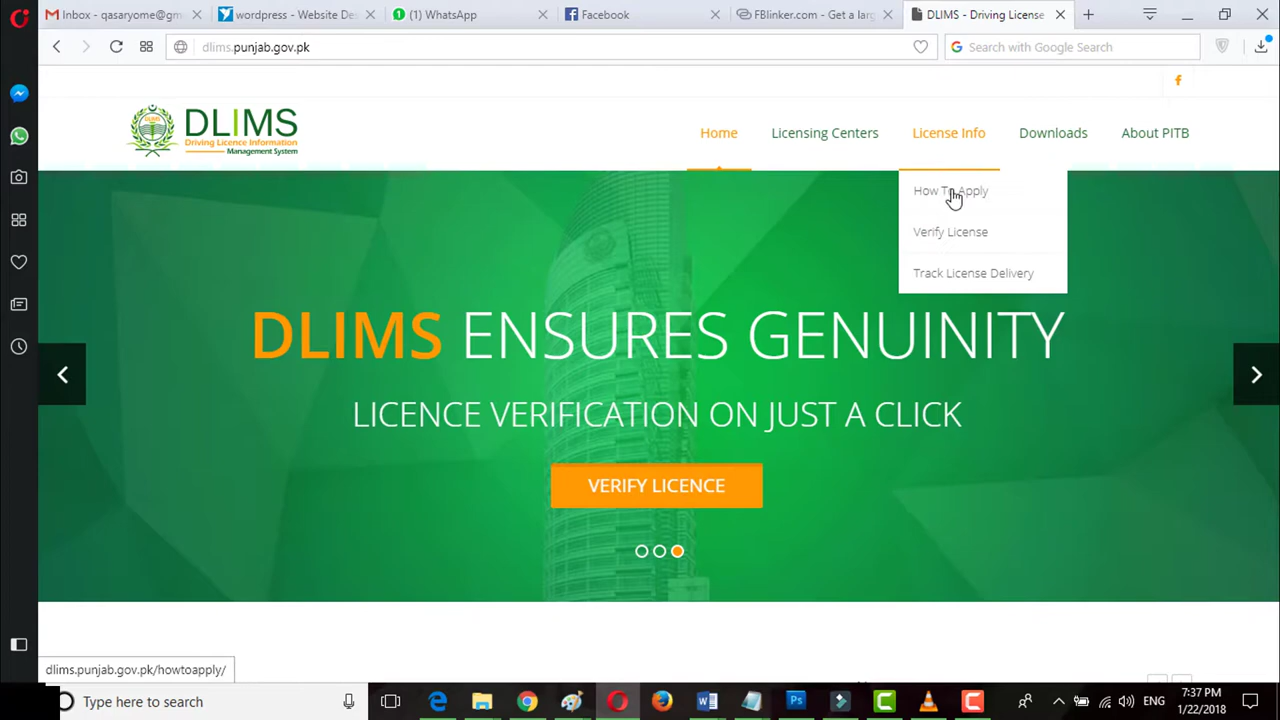 Inbox - qasaryome@gm
wordpress - Website Des
(1) WhatsApp
Facebook
FBlinker.com - Get a larg
DLIMS - Driving License
dlims.punjab.gov.pk
Search with Google Search
DLIMS
Driving Licence Information
Management System
Home
Licensing Centers
License Info
Downloads
About PITB
How To Apply
Verify License
Track License Delivery
DLIMS ENSURES GENUINITY
LICENCE VERIFICATION ON JUST A CLICK
VERIFY LICENCE
dlims.punjab.gov.pk/howtoapply/
Type here to search
ENG
7:37 PM
1/22/2018